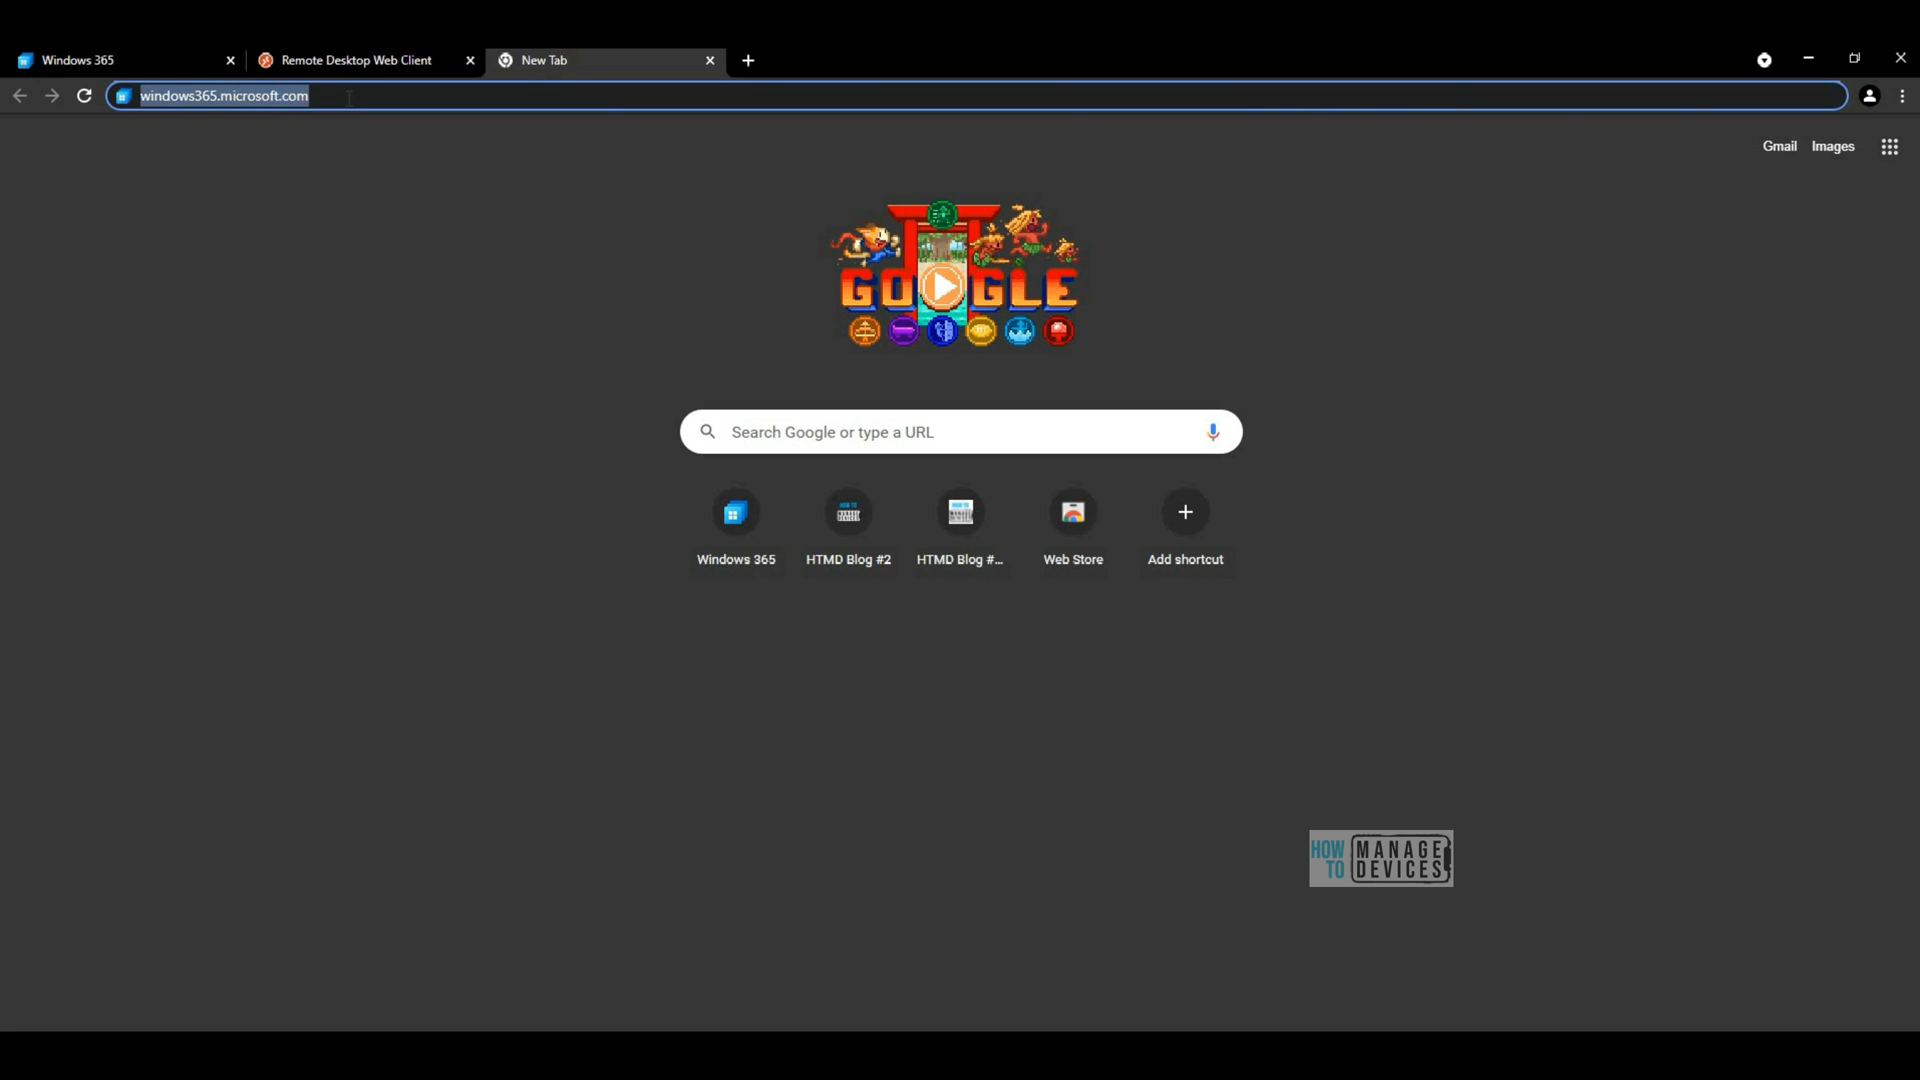 Windows 365
Remote Desktop Web Client
New Tab
windows365.microsoft.com
Gmail
Images
GOOGLE
Search Google or type a URL
Windows 365
HTMD Blog #2
HTMD Blog #...
Web Store
Add shortcut
HOW TO
MANAGE
DEVICES